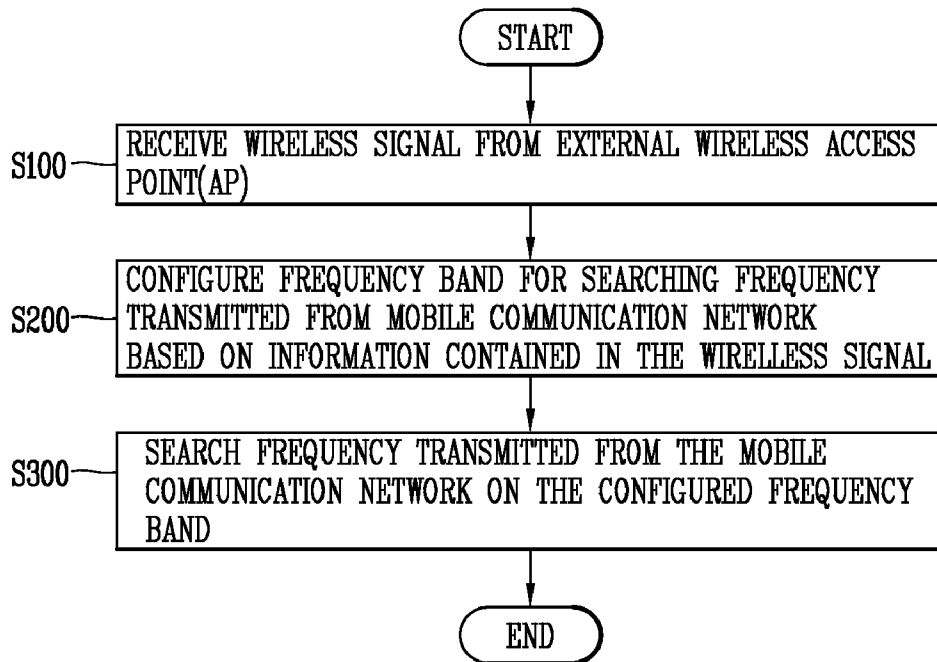 START
S100
RECEIVE WIRELESS SIGNAL FROM EXTERNAL WIRELESS ACCESS
POINT(AP)
S200
CONFIGURE FREQUENCY BAND FOR SEARCHING FREQUENCY
TRANSMITTED FROM MOBILE COMMUNICATION NETWORK
BASED ON INFORMATION CONTAINED IN THE WIRELLESS SIGNAL
S300
SEARCH FREQUENCY TRANSMITTED FROM THE MOBILE
COMMUNICATION NETWORK ON THE CONFIGURED FREQUENCY
BAND
END